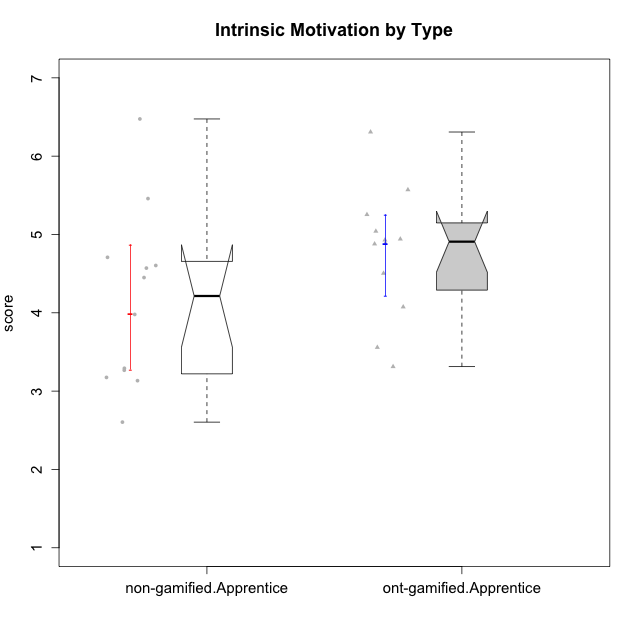 Intrinsic Motivation by Type
score
7
6
5
4
3
2
1
non-gamified.Apprentice
ont-gamified.Apprentice